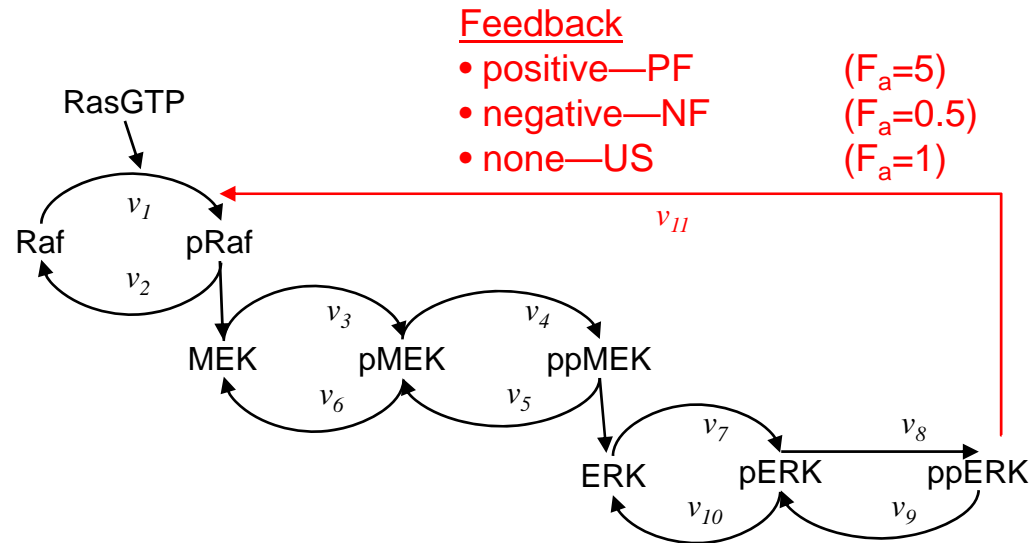 Feedback
• positive—PF (Fₐ=5)
• negative—NF (Fₐ=0.5)
• none—US (Fₐ=1)
RasGTP
v₁
v₁₁
Raf pRaf
v₂
v₃ v₄
MEK pMEK ppMEK
v₆ v₅
v₇ v₈
ERK pERK ppERK
v₁₀ v₉